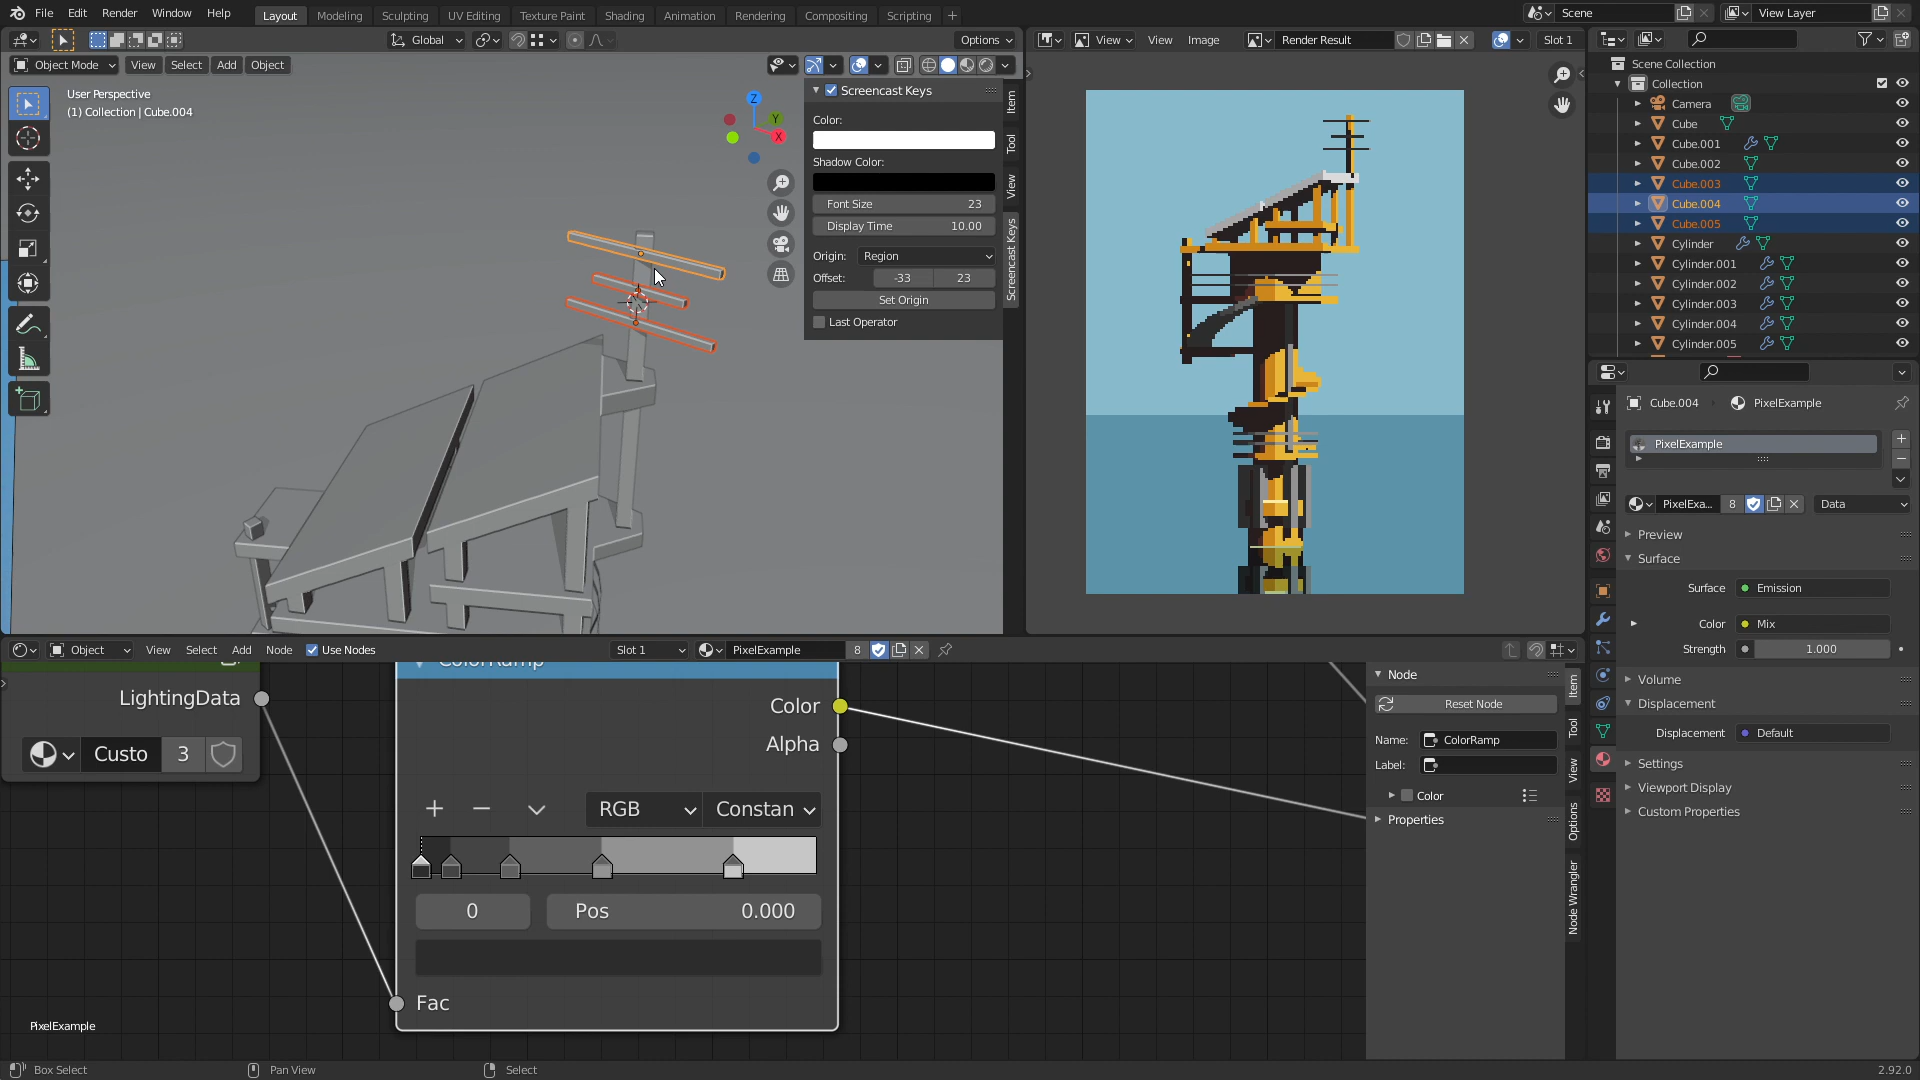 File Edit Render Window Help Layout Modeling Sculpting UV Editing Texture Paint Shading Animation Rendering Compositing Scripting + Scene View Layer
Global Options View View Image Render Result Slot 1
Object Mode View Select Add Object
User Perspective
(1) Collection | Cube.004
Z
Y
X
Screencast Keys
Color:
Shadow Color:
Font Size 23
Display Time 10.00
Origin: Region
Offset: -33 23
Set Origin
Last Operator
Item
Tool
View
Screencast Keys
Scene Collection
Collection
Camera
Cube
Cube.001
Cube.002
Cube.003
Cube.004
Cube.005
Cylinder
Cylinder.001
Cylinder.002
Cylinder.003
Cylinder.004
Cylinder.005
Cube.004 PixelExample
PixelExample
PixelExa... 8 Data
Preview
Surface
Surface Emission
Color Mix
Strength 1.000
Volume
Displacement
Displacement Default
Settings
Viewport Display
Custom Properties
Object View Select Add Node Use Nodes Slot 1 PixelExample 8
LightingData
Custo 3
ColorRamp
Color
Alpha
RGB Constan
0 Pos 0.000
Fac
Node
Reset Node
Name: ColorRamp
Label:
Color
Properties
Item
Tool
View
Options
Node Wrangler
PixelExample
Box Select Pan View Select 2.92.0